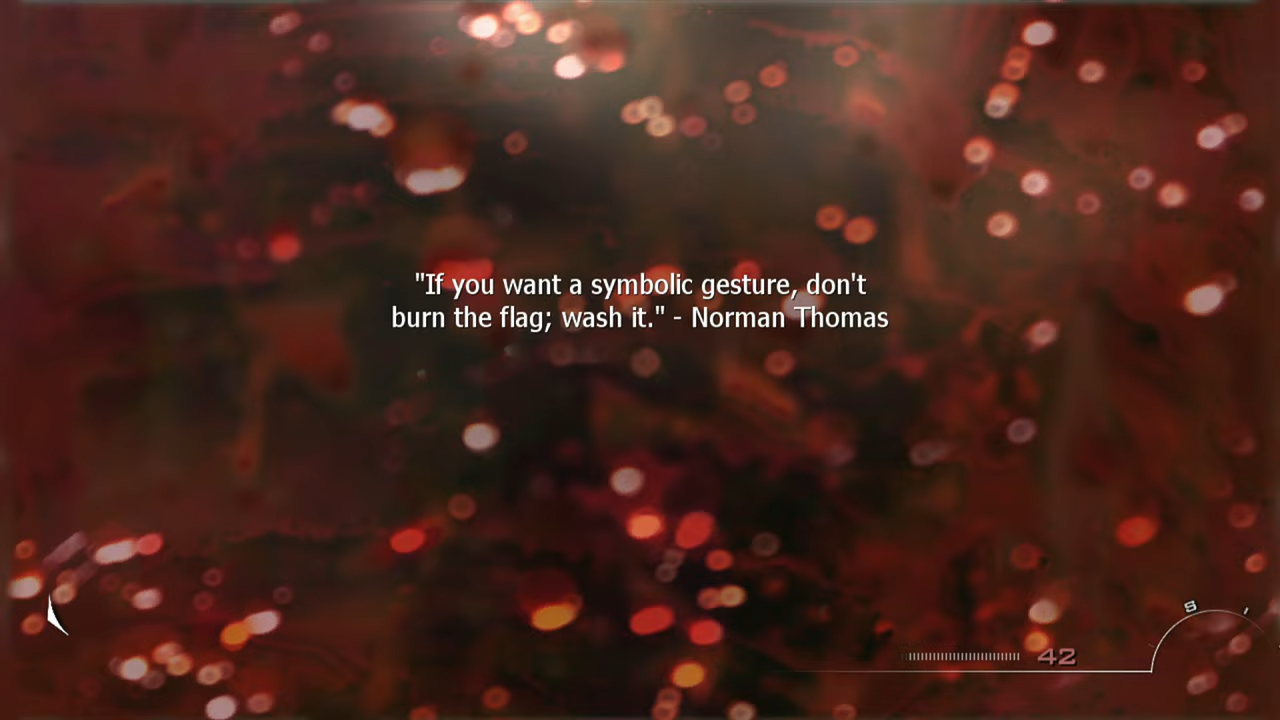 "If you want a symbolic gesture, don't
burn the flag; wash it." - Norman Thomas
S
42